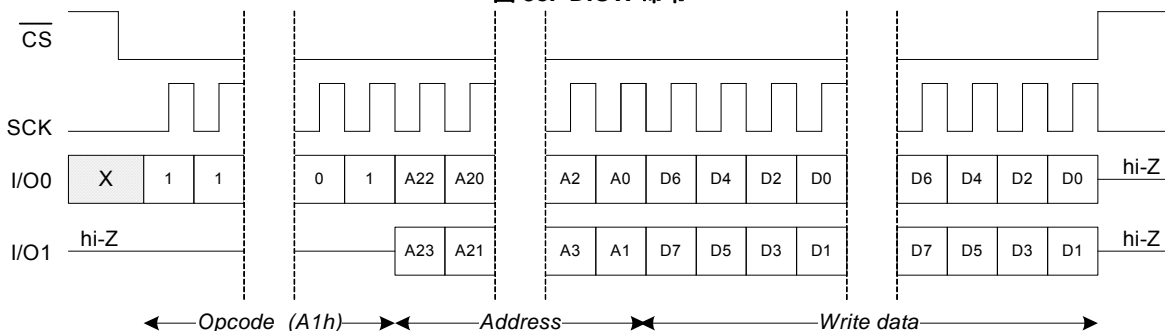 CS
SCK
I/O0 X 1 1 0 1 A22 A20 A2 A0 D6 D4 D2 D0 D6 D4 D2 D0 hi-Z
I/O1 hi-Z A23 A21 A3 A1 D7 D5 D3 D1 D7 D5 D3 D1 hi-Z
Opcode (A1h) Address Write data